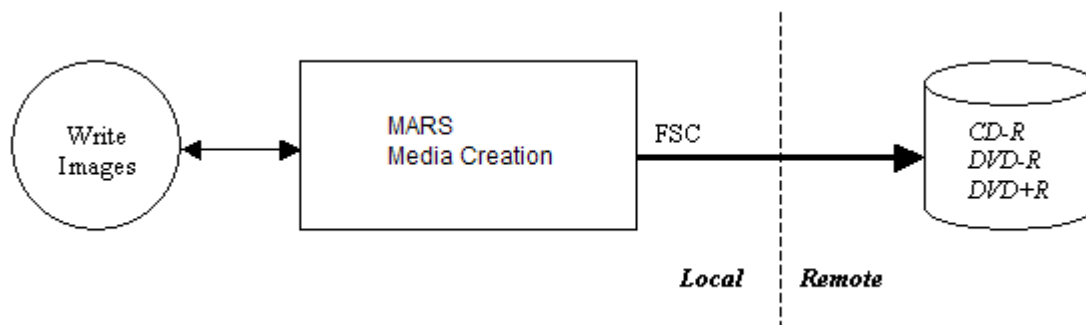 Write
Images
MARS
Media Creation
FSC
CD-R
DVD-R
DVD+R
Local
Remote